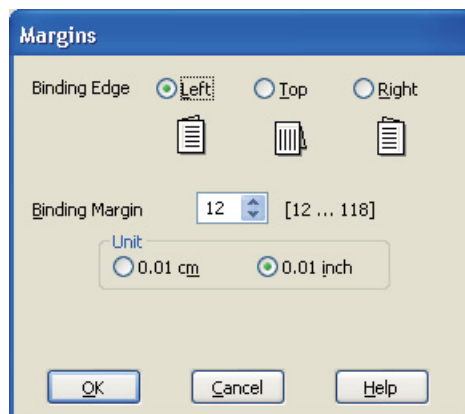 Margins
Binding Edge Left Top Right
Binding Margin 12 [12 ... 118]
Unit
0.01 cm 0.01 inch
OK Cancel Help